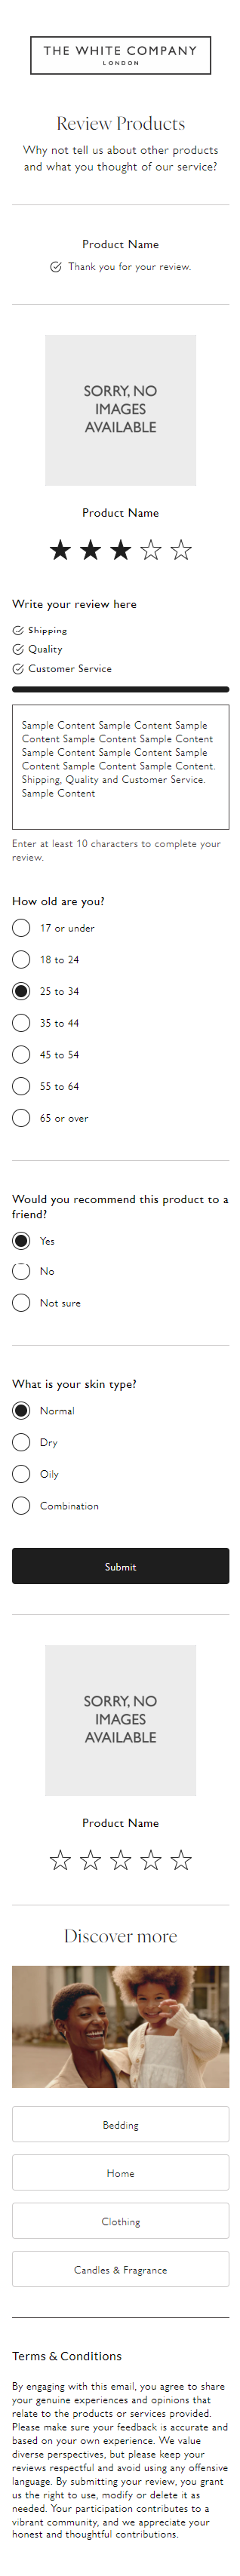 THE WHITE COMPANY
LONDON
Review Products
Why not tell us about other products
and what you thought of our service?
Product Name
Thank you for your review.
SORRY, NO
IMAGES
AVAILABLE
Product Name
Write your review here
Shipping
Quality
Customer Service
Sample Content Sample Content Sample
Content Sample Content Sample Content
Sample Content Sample Content Sample
Content Sample Content Sample Content.
Shipping, Quality and Customer Service.
Sample Content
Enter at least 10 characters to complete your
review.
How old are you?
17 or under
18 to 24
25 to 34
35 to 44
45 to 54
55 to 64
65 or over
Would you recommend this product to a
friend?
Yes
No
Not sure
What is your skin type?
Normal
Dry
Oily
Combination
Submit
SORRY, NO
IMAGES
AVAILABLE
Product Name
Discover more
Bedding
Home
Clothing
Candles & Fragrance
Terms & Conditions
By engaging with this email, you agree to share
your genuine experiences and opinions that
relate to the products or services provided.
Please make sure your feedback is accurate and
based on your own experience. We value
diverse perspectives, but please keep your
reviews respectful and avoid using any offensive
language. By submitting your review, you grant
us the right to use, modify or delete it as
needed. Your participation contributes to a
vibrant community, and we appreciate your
honest and thoughtful contributions.